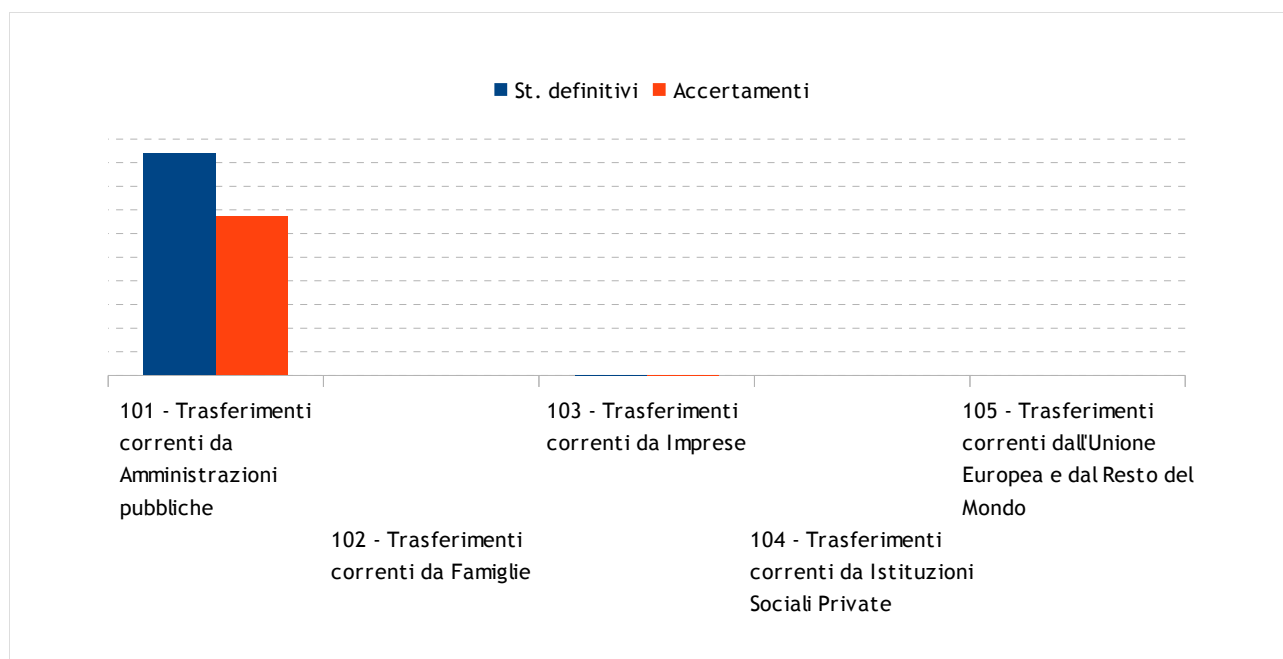 St. definitivi Accertamenti
101 - Trasferimenti
correnti da
Amministrazioni
pubbliche
102 - Trasferimenti
correnti da Famiglie
103 - Trasferimenti
correnti da Imprese
104 - Trasferimenti
correnti da Istituzioni
Sociali Private
105 - Trasferimenti
correnti dall'Unione
Europea e dal Resto del
Mondo